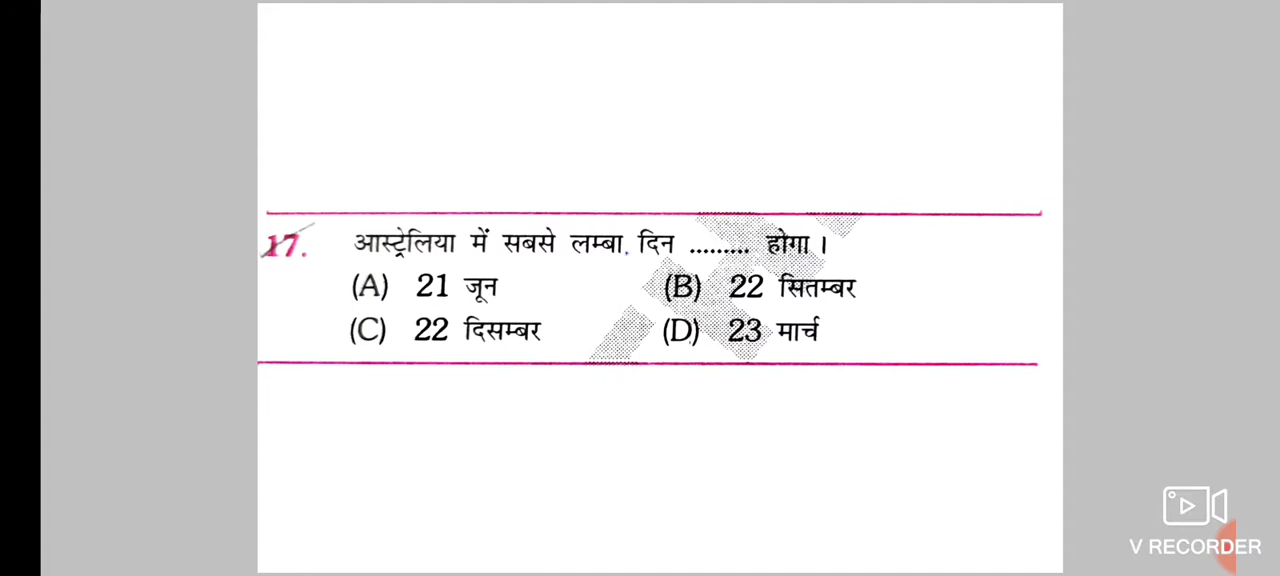 17. आस्ट्रेलिया में सबसे लम्बा दिन ......... होगा ।
(A) 21 जून (B) 22 सितम्बर
(C) 22 दिसम्बर (D) 23 मार्च
V RECORDER